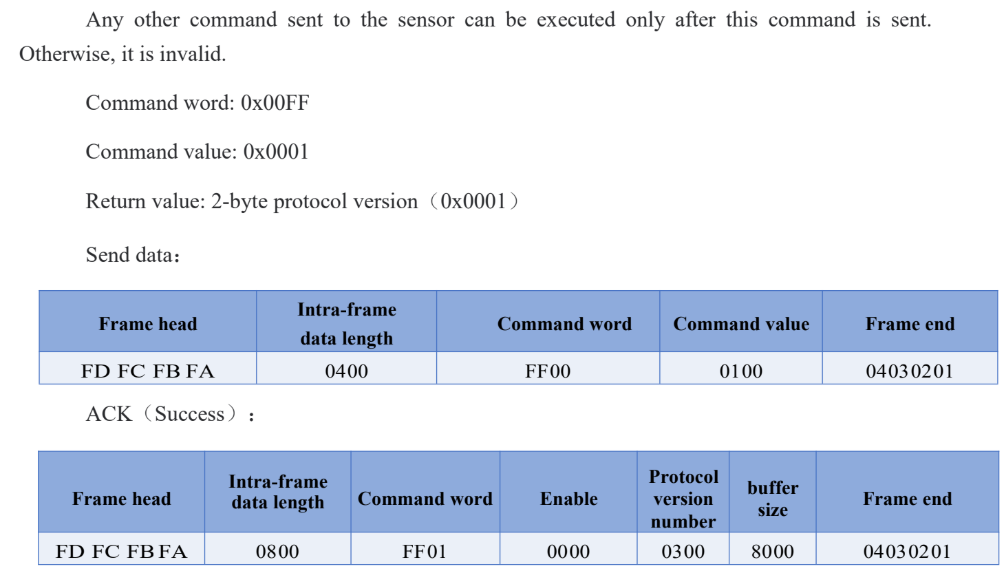 Any other command sent to the sensor can be executed only after this command is sent.
Otherwise, it is invalid.
Command word: 0x00FF
Command value: 0x0001
Return value: 2-byte protocol version（0x0001）
Send data：
Frame head | Intra-frame data length | Command word | Command value | Frame end
FD FC FB FA | 0400 | FF00 | 0100 | 04030201
ACK（Success）：
Frame head | Intra-frame data length | Command word | Enable | Protocol version number | buffer size | Frame end
FD FC FB FA | 0800 | FF01 | 0000 | 0300 | 8000 | 04030201